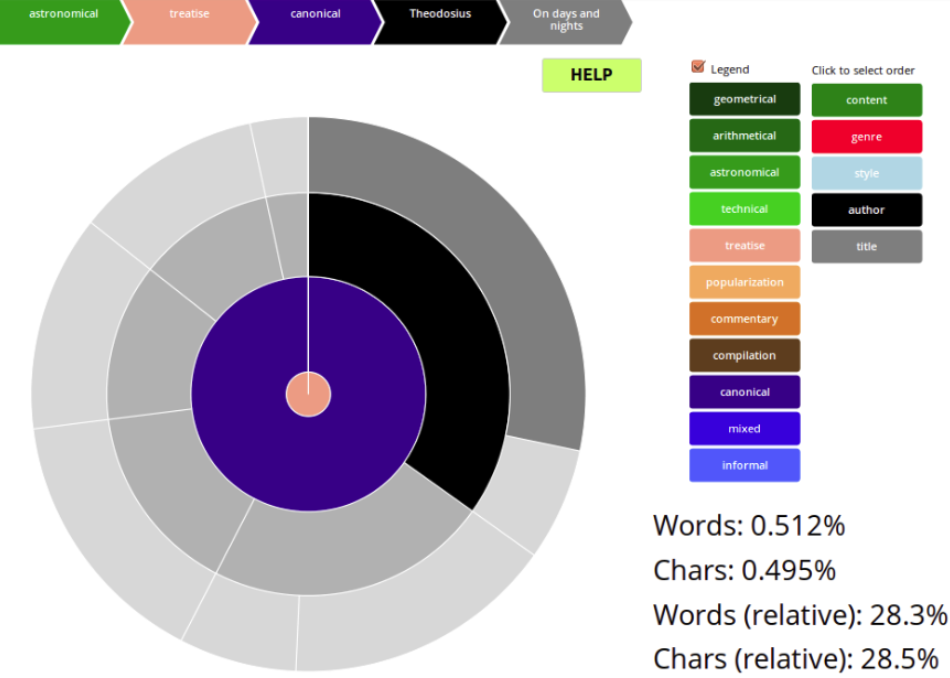 astronomical
treatise
canonical
Theodosius
On days and
nights
HELP
Legend
Click to select order
geometrical
content
arithmetical
genre
astronomical
style
technical
author
treatise
title
popularization
commentary
compilation
canonical
mixed
informal
Words: 0.512%
Chars: 0.495%
Words (relative): 28.3%
Chars (relative): 28.5%